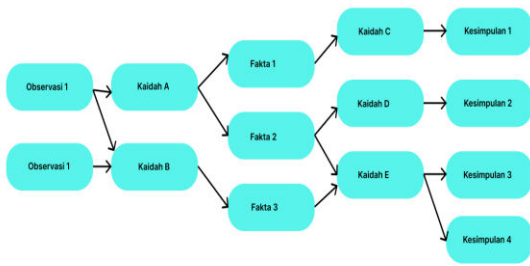 Observasi 1
Observasi 1
Kaidah A
Kaidah B
Fakta 1
Fakta 2
Fakta 3
Kaidah C
Kaidah D
Kaidah E
Kesimpulan 1
Kesimpulan 2
Kesimpulan 3
Kesimpulan 4